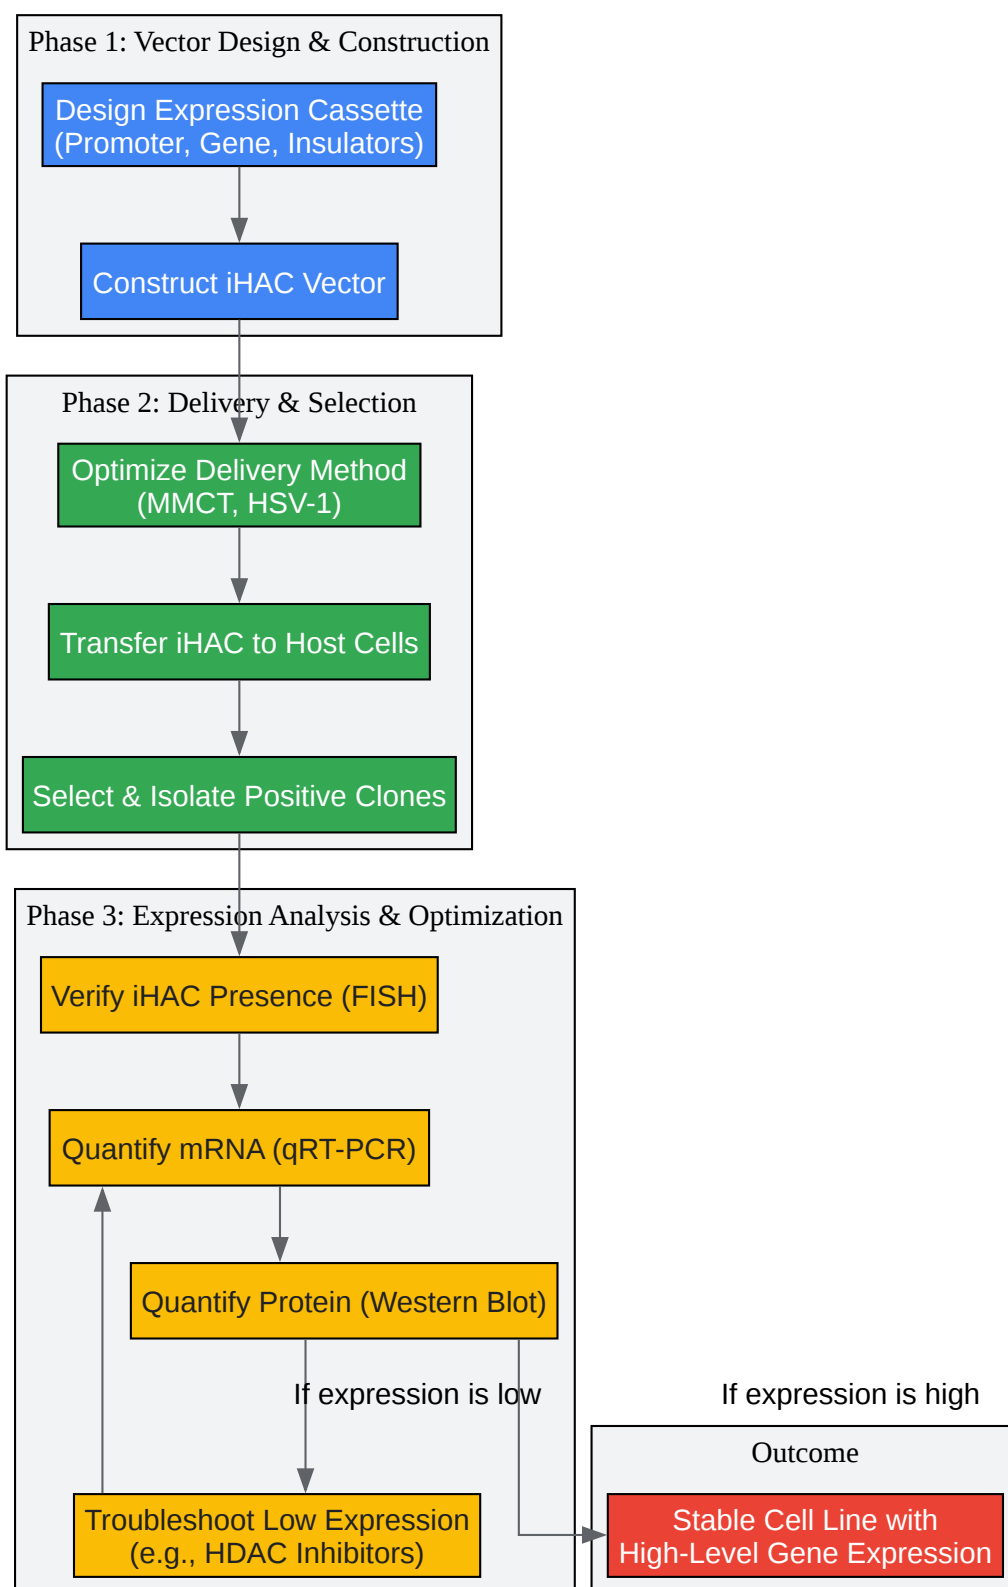 Phase 1: Vector Design & Construction
Design Expression Cassette
(Promoter, Gene, Insulators)
Construct iHAC Vector
Phase 2: Delivery & Selection
Optimize Delivery Method
(MMCT, HSV-1)
Transfer iHAC to Host Cells
Select & Isolate Positive Clones
Phase 3: Expression Analysis & Optimization
Verify iHAC Presence (FISH)
Quantify mRNA (qRT-PCR)
Quantify Protein (Western Blot)
If expression is low
If expression is high
Troubleshoot Low Expression
(e.g., HDAC Inhibitors)
Outcome
Stable Cell Line with
High-Level Gene Expression